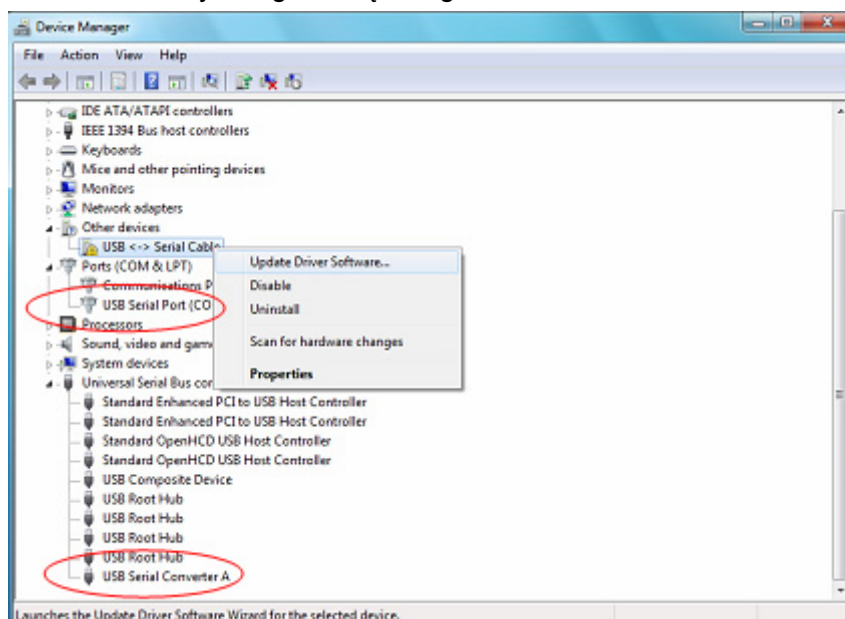 Device Manager
File Action View Help
IDE ATA/ATAPI controllers
IEEE 1394 Bus host controllers
Keyboards
Mice and other pointing devices
Monitors
Network adapters
Other devices
USB <-> Serial Cable
Ports (COM & LPT)
Communications P
USB Serial Port (CO
Processors
Sound, video and gam
System devices
Universal Serial Bus con
Update Driver Software...
Disable
Uninstall
Scan for hardware changes
Properties
Standard Enhanced PCI to USB Host Controller
Standard Enhanced PCI to USB Host Controller
Standard OpenHCD USB Host Controller
Standard OpenHCD USB Host Controller
USB Composite Device
USB Root Hub
USB Root Hub
USB Root Hub
USB Root Hub
USB Serial Converter A
Launches the Update Driver Software Wizard for the selected device.